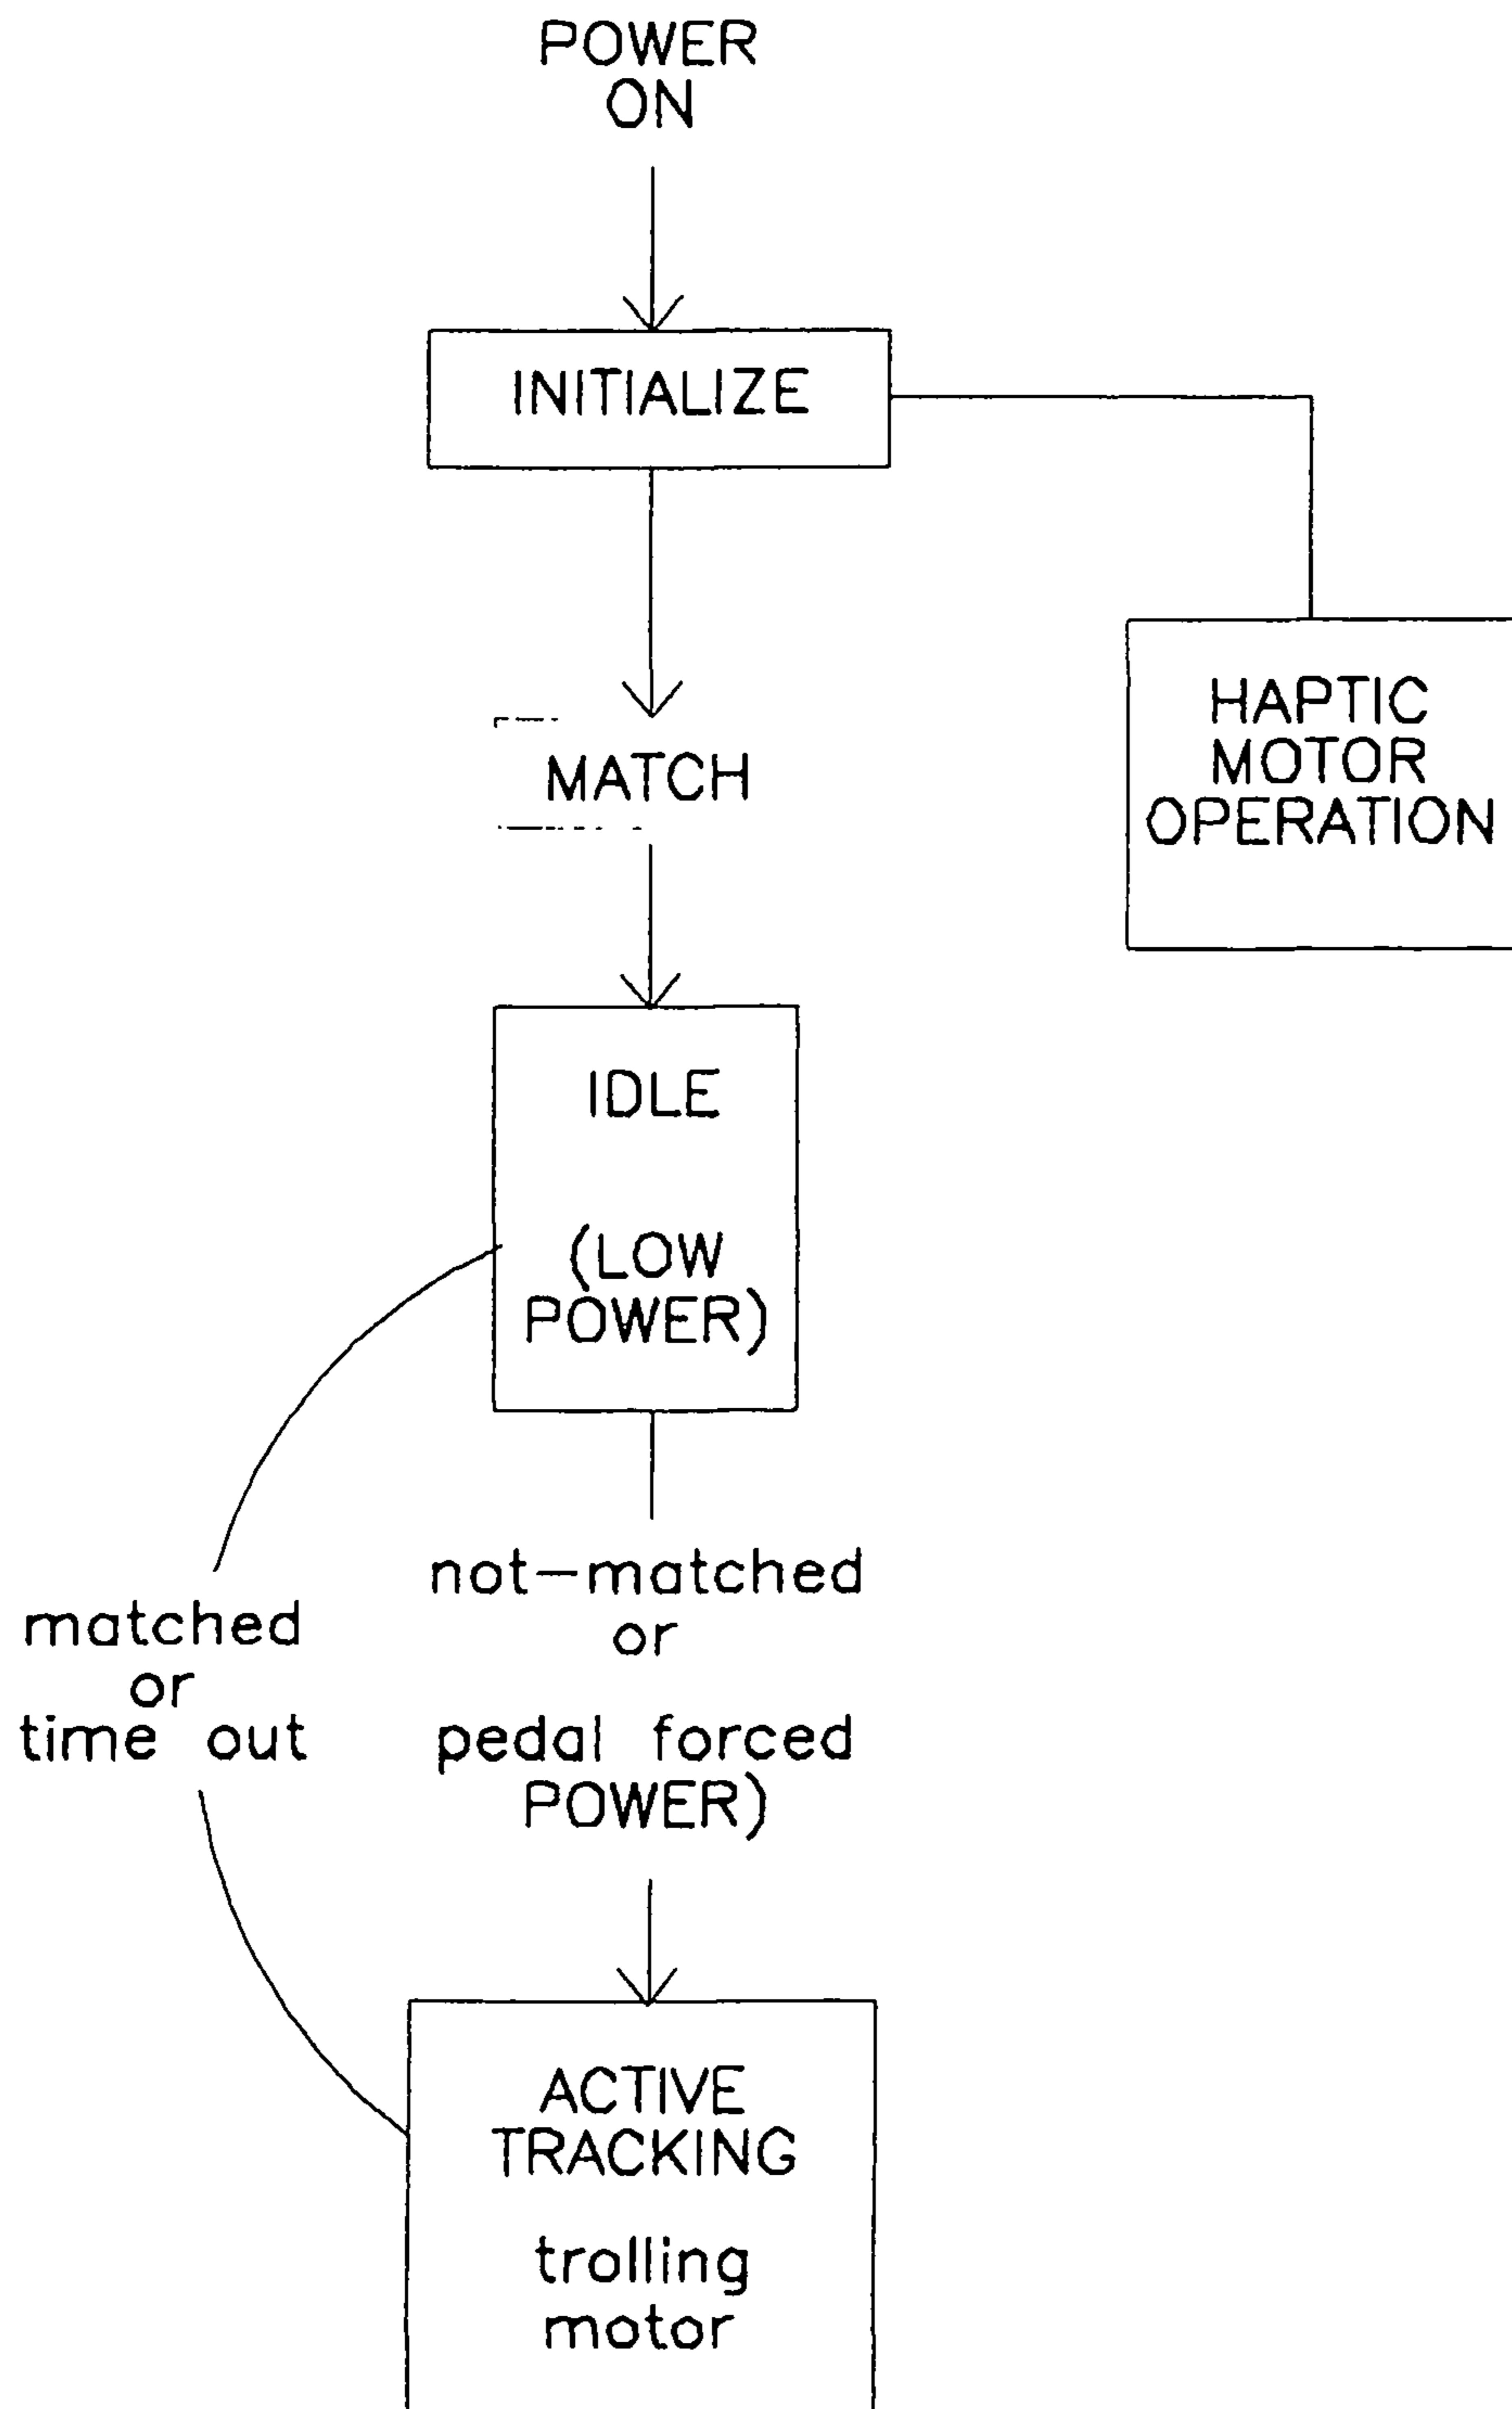 POWER
ON
INITIALIZE
MATCH
HAPTIC
MOTOR
OPERATION
IDLE
(LOW
POWER)
matched
or
time out
not-matched
or
pedal forced
POWER)
ACTIVE
TRACKING
trolling
motor